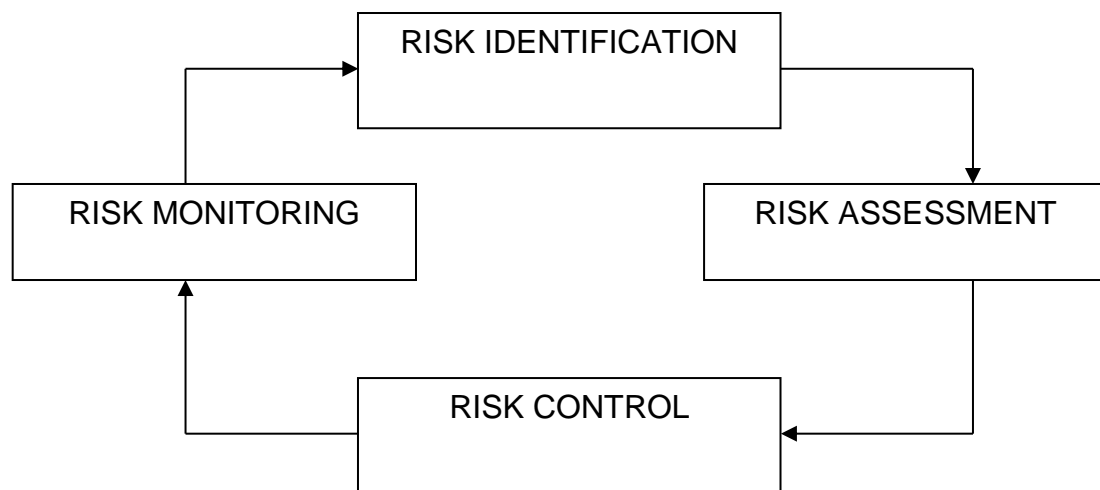 RISK IDENTIFICATION
RISK MONITORING
RISK ASSESSMENT
RISK CONTROL